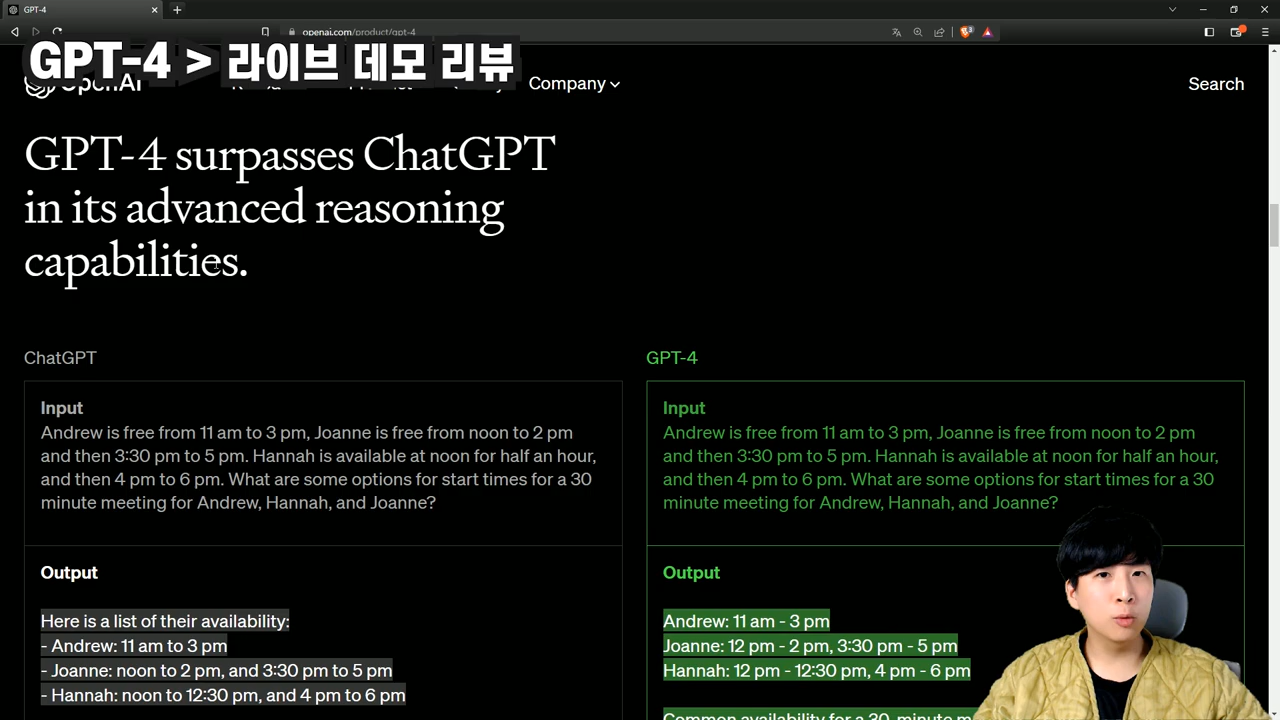 GPT-4
openai.com/product/gpt-4
GPT-4 > 라이브 데모 리뷰
OpenAI
Company
Search
GPT-4 surpasses ChatGPT
in its advanced reasoning
capabilities.
ChatGPT
Input
Andrew is free from 11 am to 3 pm, Joanne is free from noon to 2 pm
and then 3:30 pm to 5 pm. Hannah is available at noon for half an hour,
and then 4 pm to 6 pm. What are some options for start times for a 30
minute meeting for Andrew, Hannah, and Joanne?
Output
Here is a list of their availability:
- Andrew: 11 am to 3 pm
- Joanne: noon to 2 pm, and 3:30 pm to 5 pm
- Hannah: noon to 12:30 pm, and 4 pm to 6 pm
GPT-4
Input
Andrew is free from 11 am to 3 pm, Joanne is free from noon to 2 pm
and then 3:30 pm to 5 pm. Hannah is available at noon for half an hour,
and then 4 pm to 6 pm. What are some options for start times for a 30
minute meeting for Andrew, Hannah, and Joanne?
Output
Andrew: 11 am - 3 pm
Joanne: 12 pm - 2 pm, 3:30 pm - 5 pm
Hannah: 12 pm - 12:30 pm, 4 pm - 6 pm
Common availability for a 30-minute